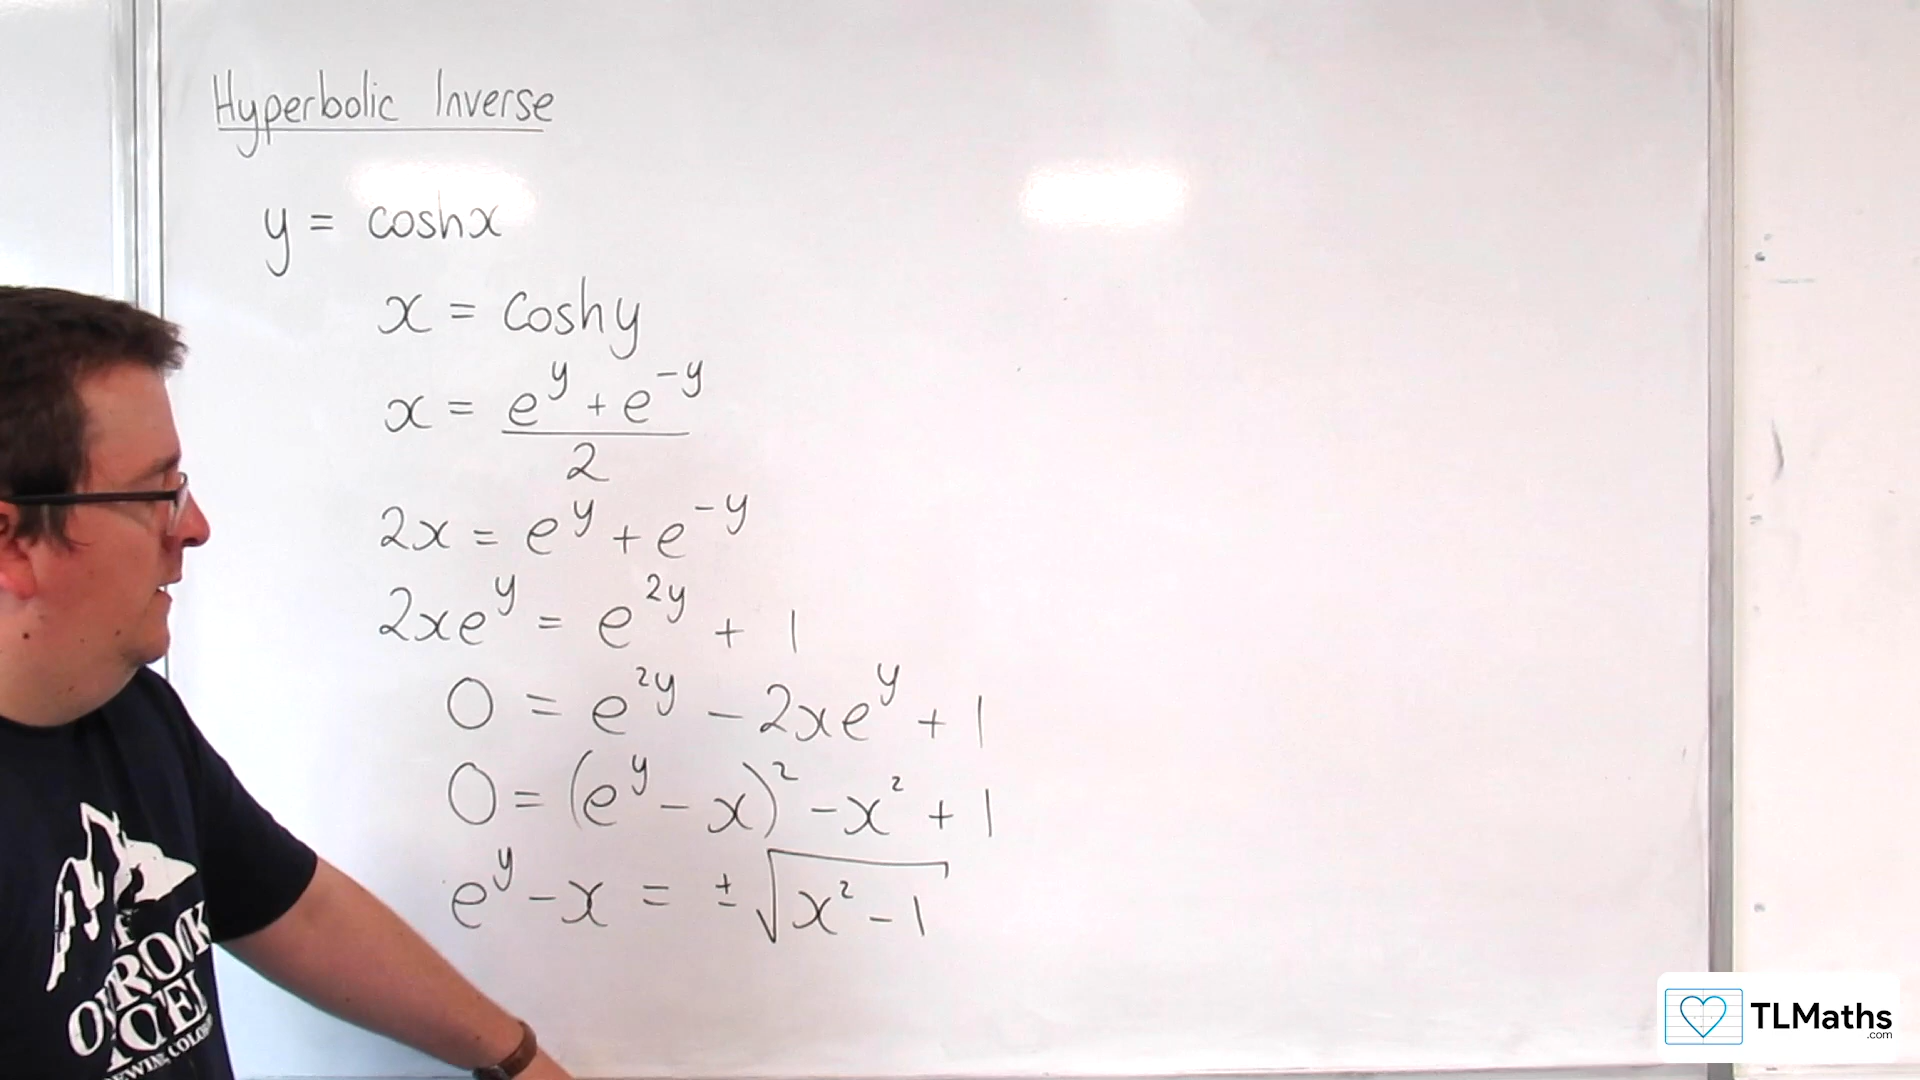 Hyperbolic Inverse
y = coshx
x = coshy
x = e^y + e^-y / 2
2x = e^y + e^-y
2xe^y = e^2y + 1
0 = e^2y - 2xe^y + 1
0 = (e^y - x)^2 - x^2 + 1
e^y - x = ±√x^2 - 1
TLMaths
.com